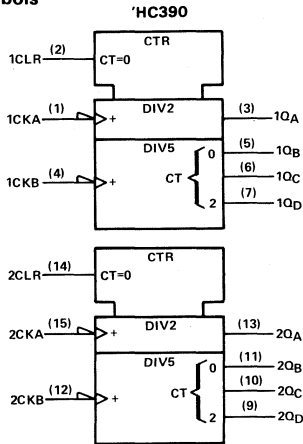 bols
'HC390
CTR
1CLR (2) CT=0
DIV2
1CKA (1) + (3) 1QA
DIV5
1CKB (4) + CT { 0 (5) 1QB
(6) 1QC
2 (7) 1QD
CTR
2CLR (14) CT=0
DIV2
2CKA (15) + (13) 2QA
DIV5
2CKB (12) + CT { 0 (11) 2QB
(10) 2QC
2 (9) 2QD